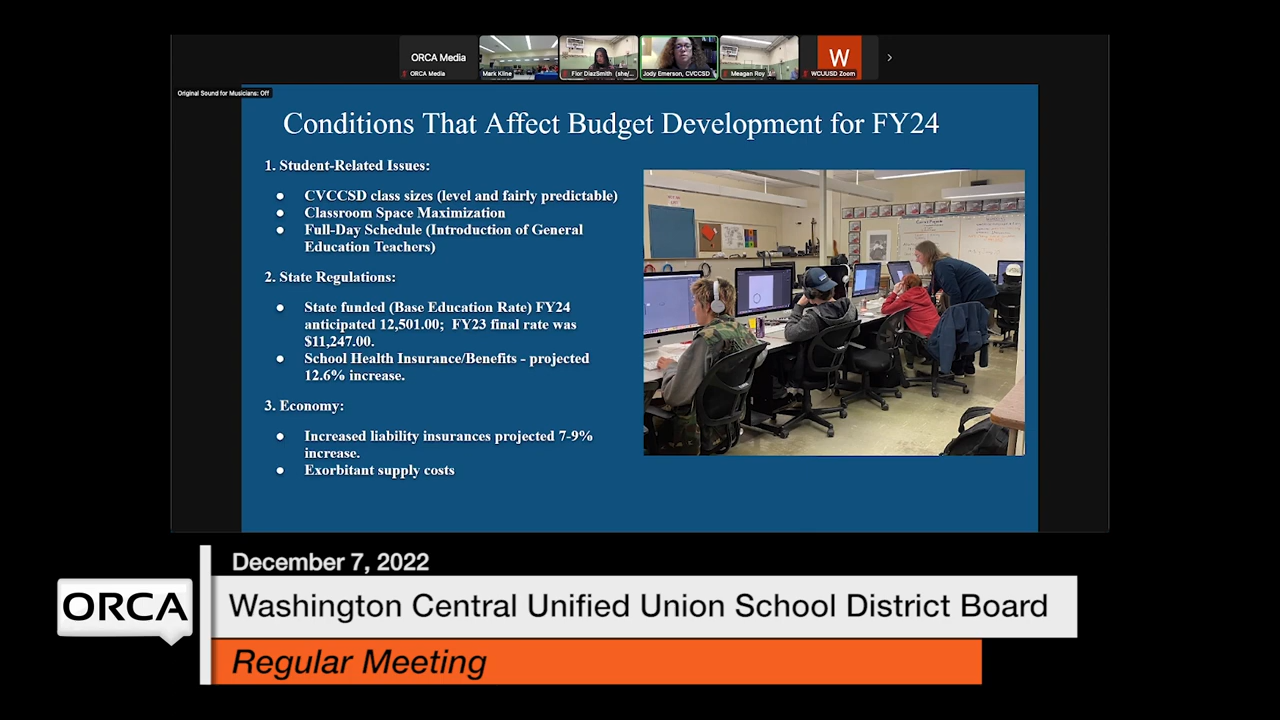 ORCA Media
ORCA Media
Mark Kline
Flor DiazSmith (she/...
Jody Emerson, CVCCSD
Meagan Roy
W
WCUUSD Zoom
Original Sound for Musicians: Off
Conditions That Affect Budget Development for FY24
1. Student-Related Issues:
● CVCCSD class sizes (level and fairly predictable)
● Classroom Space Maximization
● Full-Day Schedule (Introduction of General
Education Teachers)
2. State Regulations:
● State funded (Base Education Rate) FY24
anticipated 12,501.00; FY23 final rate was
$11,247.00.
● School Health Insurance/Benefits - projected
12.6% increase.
3. Economy:
● Increased liability insurances projected 7-9%
increase.
● Exorbitant supply costs
December 7, 2022
ORCA
Washington Central Unified Union School District Board
Regular Meeting